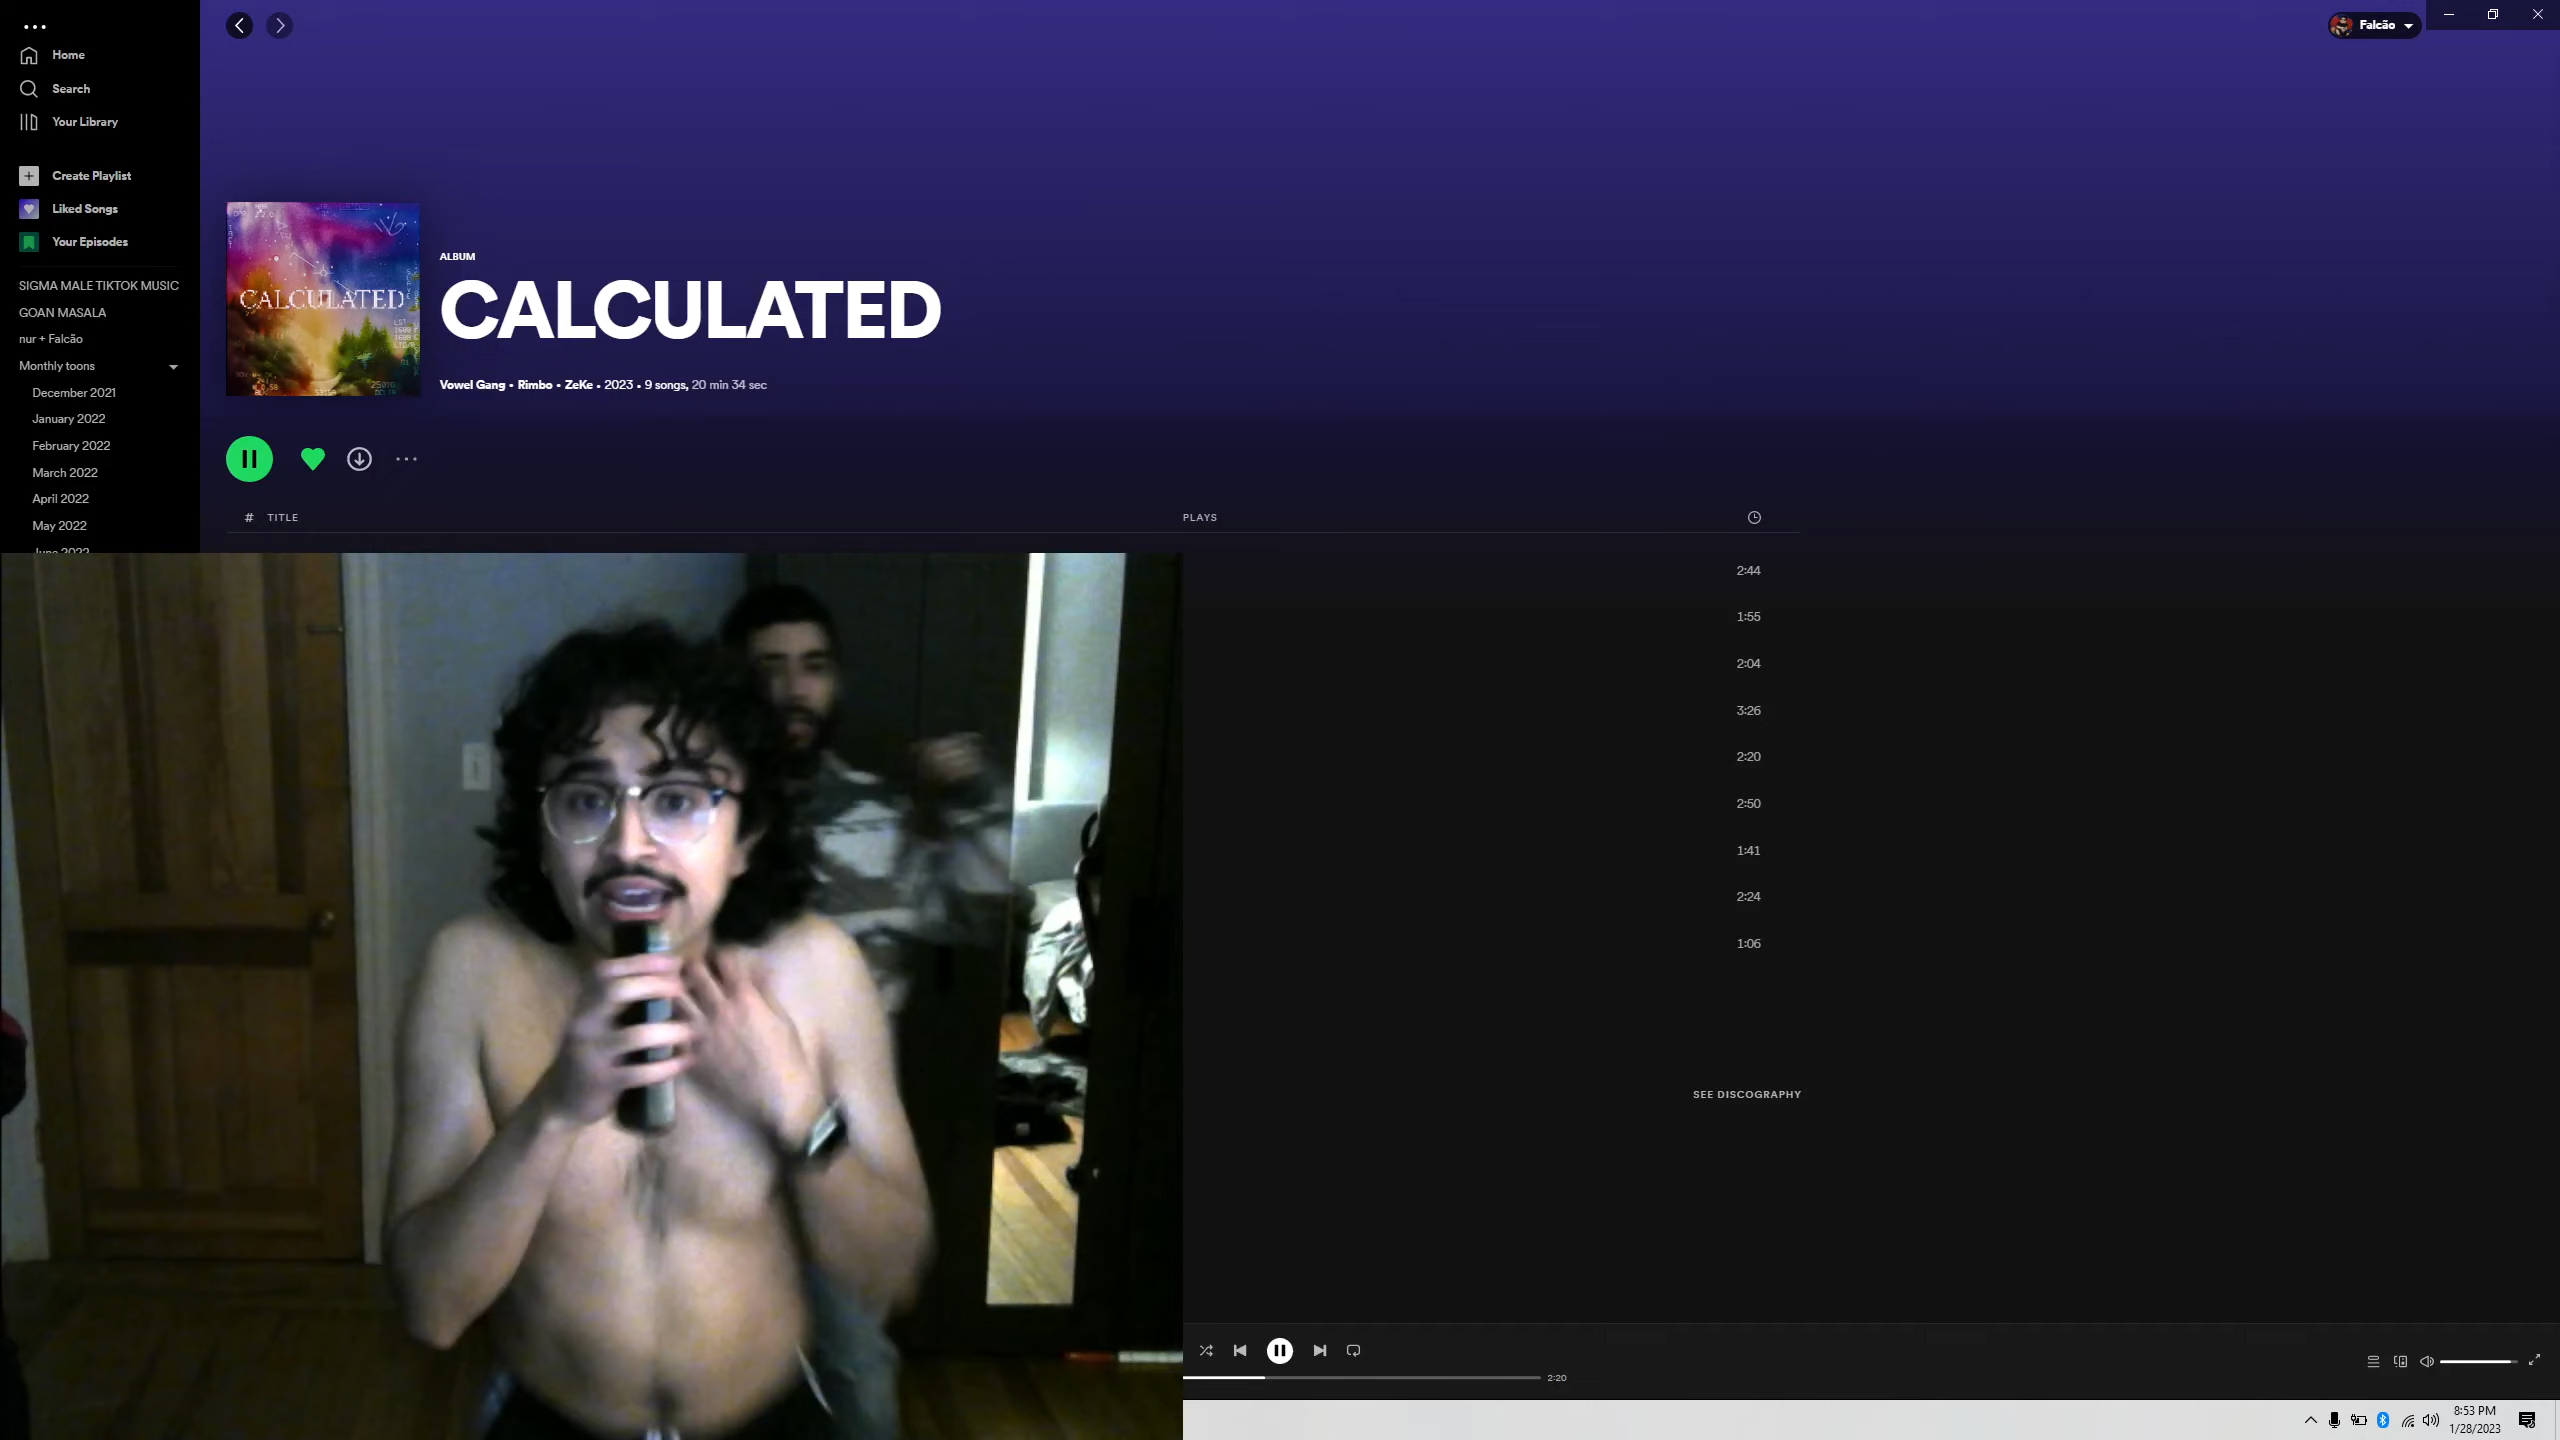 Home
Search
Your Library
Create Playlist
Liked Songs
Your Episodes
SIGMA MALE TIKTOK MUSIC
GOAN MASALA
nur + Falcão
Monthly toons
December 2021
January 2022
February 2022
March 2022
April 2022
May 2022
June 2022
Falcão
CALCULATED
ALBUM
CALCULATED
Vowel Gang • Rimbo • ZeKe • 2023 • 9 songs, 20 min 34 sec
# TITLE PLAYS
2:44
1:55
2:04
3:26
2:20
2:50
1:41
2:24
1:06
SEE DISCOGRAPHY
2:20
8:53 PM
1/28/2023